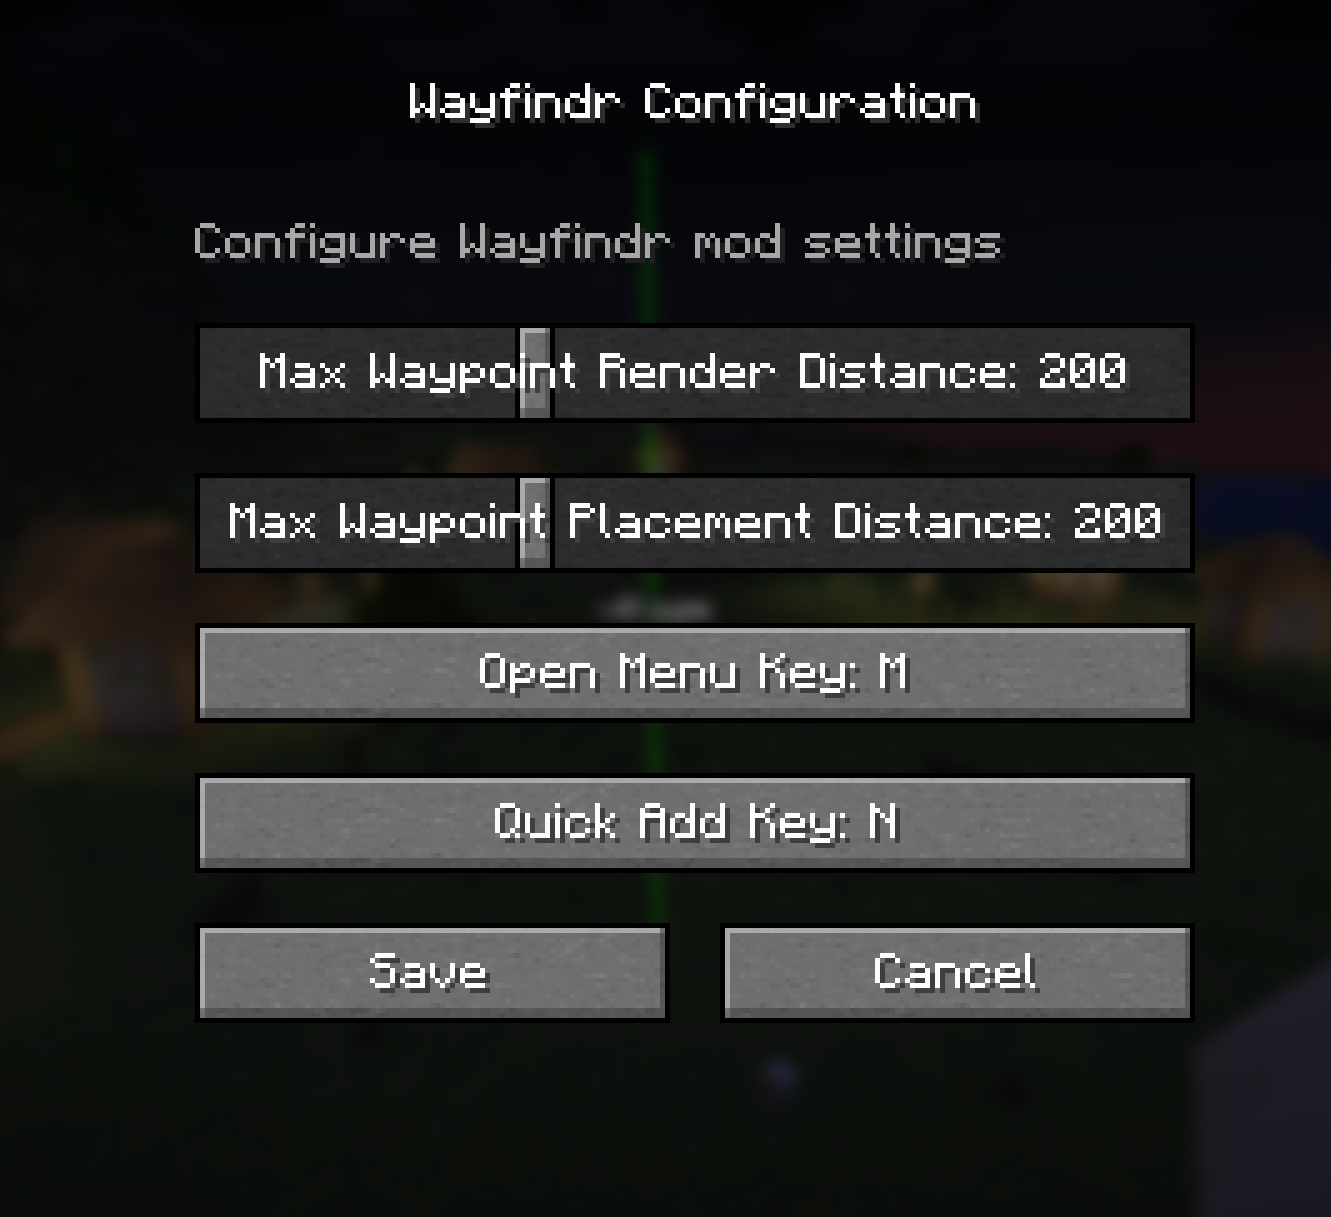 Wayfindr Configuration
Configure Wayfindr mod settings
Max Waypoint Render Distance: 200
Max Waypoint Placement Distance: 200
Open Menu Key: M
Quick Add Key: N
Save
Cancel